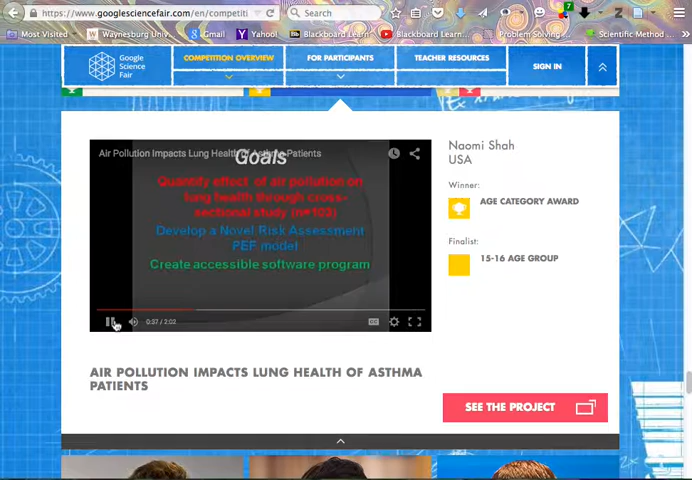 https://www.googlesciencefair.com/en/competiti
Search
7
Most Visited
Waynesburg Univ...
Gmail
Yahoo!
Blackboard Learn...
Blackboard Learn...
Problem Solving...
Scientific Method ...
Google
Science
Fair
COMPETITION OVERVIEW
FOR PARTICIPANTS
TEACHER RESOURCES
SIGN IN
Air Pollution Impacts Lung Health of Asthma Patients
Goals
Quantify effect of air pollution on
lung health through cross-
sectional study (n=103)
Develop a Novel Risk Assessment
PEF model
Create accessible software program
0:37 / 2:02
CC
Naomi Shah
USA
Winner:
AGE CATEGORY AWARD
Finalist:
15-16 AGE GROUP
AIR POLLUTION IMPACTS LUNG HEALTH OF ASTHMA
PATIENTS
SEE THE PROJECT